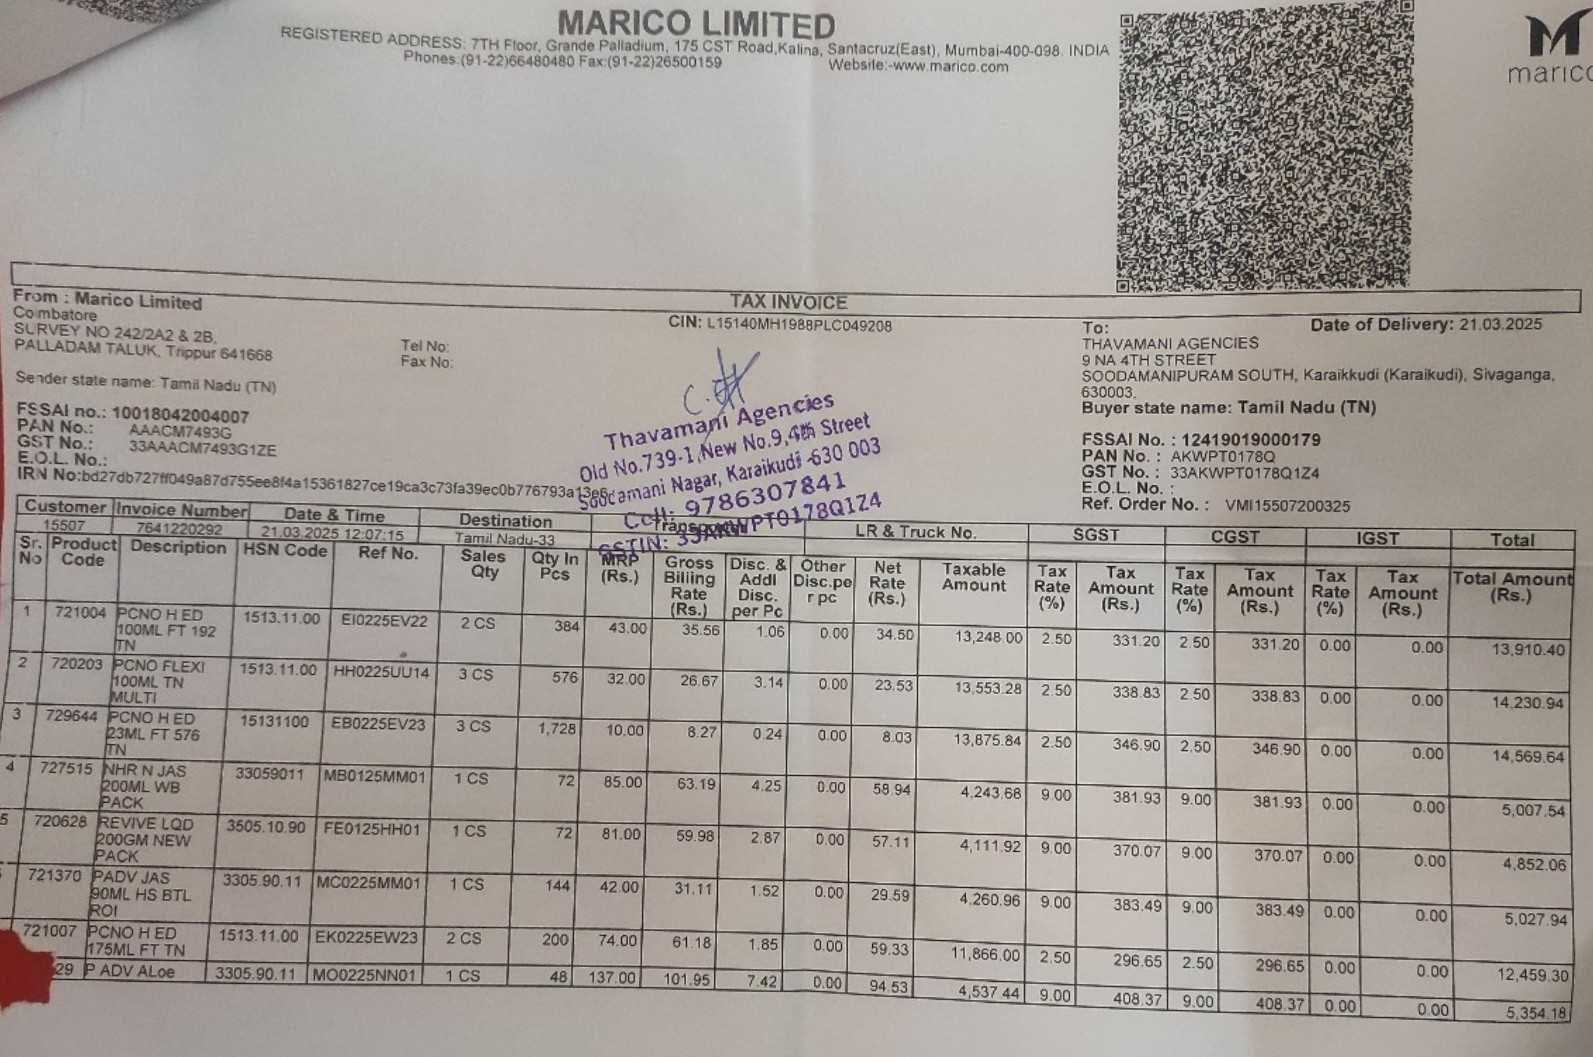 MARICO LIMITED
REGISTERED ADDRESS: 7TH Floor, Grande Palladium, 175 CST Road,Kalina, Santacruz(East), Mumbai-400-098. INDIA
Phones:(91-22)66480480 Fax:(91-22)26500159 Website:-www.marico.com
marico
TAX INVOICE
From : Marico Limited
Coimbatore
SURVEY NO 242/2A2 & 2B,
PALLADAM TALUK, Trippur 641668
Sender state name: Tamil Nadu (TN)
FSSAI no.: 10018042004007
PAN No.: AAACM7493G
GST No.: 33AAACM7493G1ZE
E.O.L. No.:
IRN No:bd27db727ff049a87d755ee8f4a15361827ce19ca3c73fa39ec0b776793a13e6
CIN: L15140MH1988PLC049208
Tel No:
Fax No:
Thavamani Agencies
Old No.739-1, New No.9,4th Street
Soodamani Nagar, Karaikudi -630 003
Cell: 9786307841
GSTIN: 33AKWPT0178Q1Z4
To: Date of Delivery: 21.03.2025
THAVAMANI AGENCIES
9 NA 4TH STREET
SOODAMANIPURAM SOUTH, Karaikkudi (Karaikudi), Sivaganga,
630003.
Buyer state name: Tamil Nadu (TN)
FSSAI No. : 12419019000179
PAN No. : AKWPT0178Q
GST No. : 33AKWPT0178Q1Z4
E.O.L. No. :
Ref. Order No. : VMI15507200325
Customer Invoice Number Date & Time Destination Transporter LR & Truck No. SGST CGST IGST Total
15507 7641220292 21.03.2025 12:07:15 Tamil Nadu-33
Sr. No Product Code Description HSN Code Ref No. Sales Qty Qty In Pcs MRP (Rs.) Gross Billing Rate (Rs.) Disc. & Addl Disc. per Pc Other Disc.pe r pc Net Rate (Rs.) Taxable Amount Tax Rate (%) Tax Amount (Rs.) Tax Rate (%) Tax Amount (Rs.) Tax Rate (%) Tax Amount (Rs.) Total Amount (Rs.)
1 721004 PCNO H ED 100ML FT 192 TN 1513.11.00 EI0225EV22 2 CS 384 43.00 35.56 1.06 0.00 34.50 13,248.00 2.50 331.20 2.50 331.20 0.00 0.00 13,910.40
2 720203 PCNO FLEXI 100ML TN MULTI 1513.11.00 HH0225UU14 3 CS 576 32.00 26.67 3.14 0.00 23.53 13,553.28 2.50 338.83 2.50 338.83 0.00 0.00 14,230.94
3 729644 PCNO H ED 23ML FT 576 TN 15131100 EB0225EV23 3 CS 1,728 10.00 8.27 0.24 0.00 8.03 13,875.84 2.50 346.90 2.50 346.90 0.00 0.00 14,569.64
4 727515 NHR N JAS 200ML WB PACK 33059011 MB0125MM01 1 CS 72 85.00 63.19 4.25 0.00 58.94 4,243.68 9.00 381.93 9.00 381.93 0.00 0.00 5,007.54
5 720628 REVIVE LQD 200GM NEW PACK 3505.10.90 FE0125HH01 1 CS 72 81.00 59.98 2.87 0.00 57.11 4,111.92 9.00 370.07 9.00 370.07 0.00 0.00 4,852.06
721370 PADV JAS 90ML HS BTL ROI 3305.90.11 MC0225MM01 1 CS 144 42.00 31.11 1.52 0.00 29.59 4,260.96 9.00 383.49 9.00 383.49 0.00 0.00 5,027.94
721007 PCNO H ED 175ML FT TN 1513.11.00 EK0225EW23 2 CS 200 74.00 61.18 1.85 0.00 59.33 11,866.00 2.50 296.65 2.50 296.65 0.00 0.00 12,459.30
29 P ADV ALoe 3305.90.11 MO0225NN01 1 CS 48 137.00 101.95 7.42 0.00 94.53 4,537.44 9.00 408.37 9.00 408.37 0.00 0.00 5,354.18